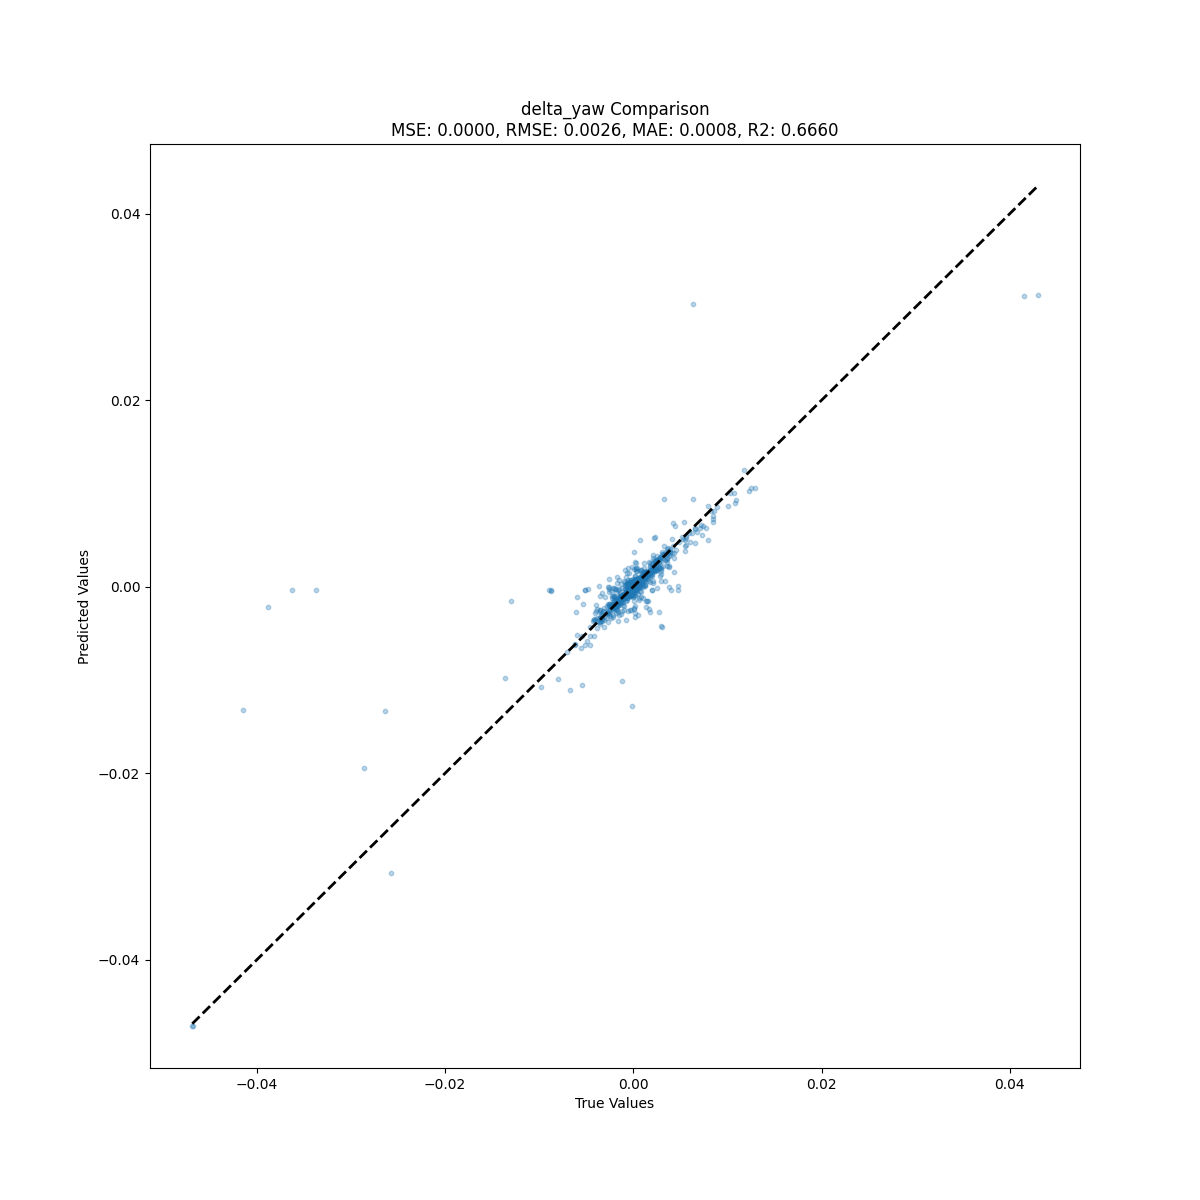 delta_yaw Comparison
MSE: 0.0000, RMSE: 0.0026, MAE: 0.0008, R2: 0.6660
0.04
0.02
0.00
−0.02
−0.04
Predicted Values
−0.04 −0.02 0.00 0.02 0.04
True Values